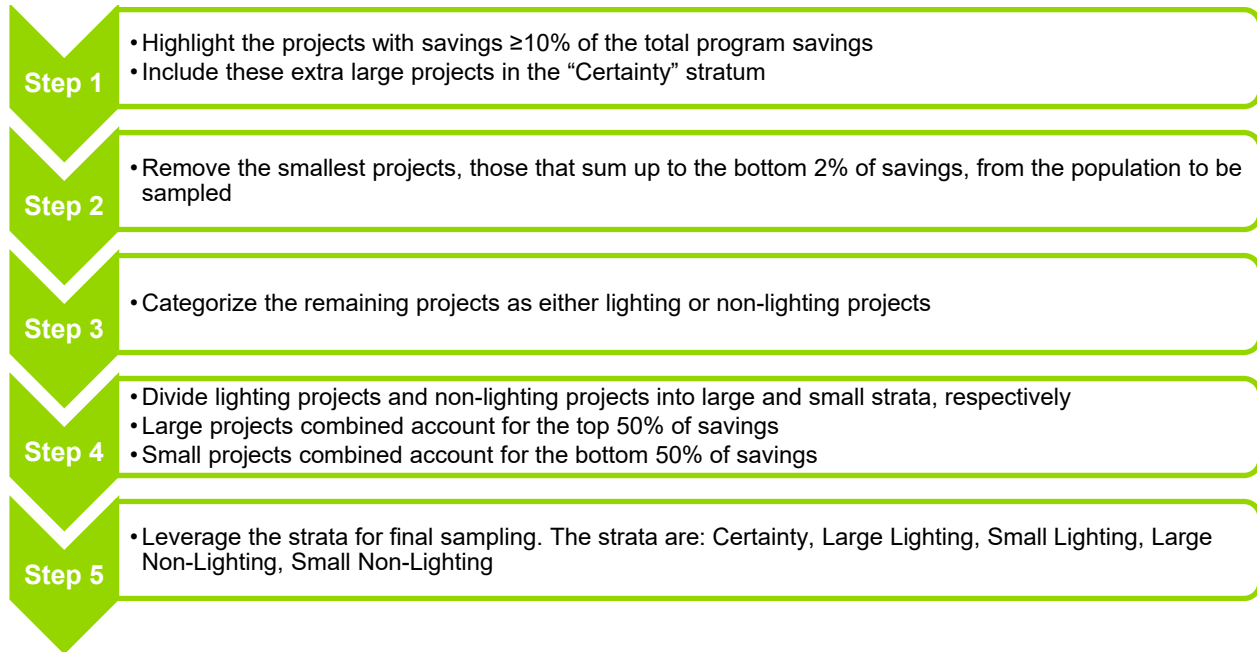 Step 1
•Highlight the projects with savings ≥10% of the total program savings
•Include these extra large projects in the “Certainty” stratum
Step 2
•Remove the smallest projects, those that sum up to the bottom 2% of savings, from the population to be
sampled
Step 3
•Categorize the remaining projects as either lighting or non-lighting projects
Step 4
•Divide lighting projects and non-lighting projects into large and small strata, respectively
•Large projects combined account for the top 50% of savings
•Small projects combined account for the bottom 50% of savings
Step 5
•Leverage the strata for final sampling. The strata are: Certainty, Large Lighting, Small Lighting, Large
Non-Lighting, Small Non-Lighting